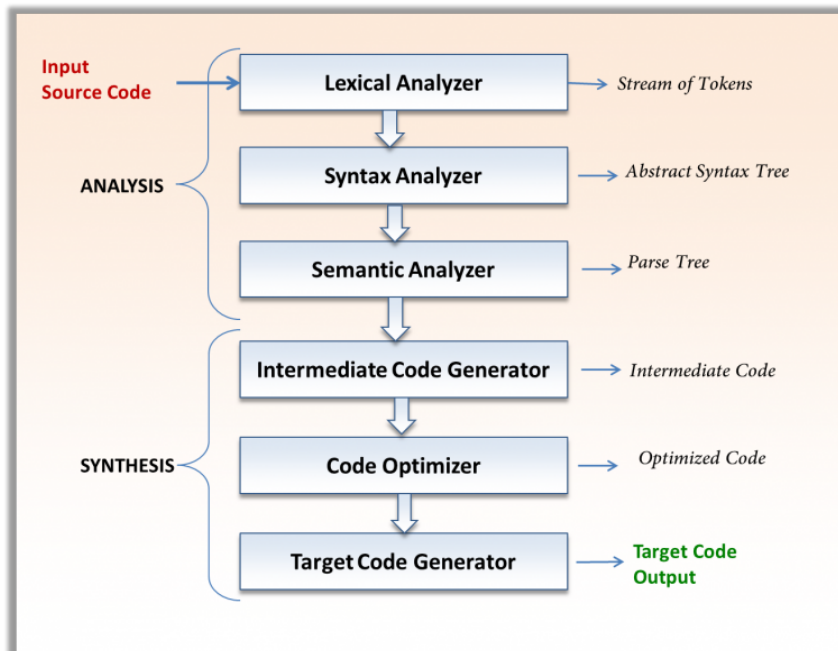 Input
Source Code
Lexical Analyzer
Stream of Tokens
ANALYSIS
Syntax Analyzer
Abstract Syntax Tree
Semantic Analyzer
Parse Tree
Intermediate Code Generator
Intermediate Code
SYNTHESIS
Code Optimizer
Optimized Code
Target Code Generator
Target Code
Output